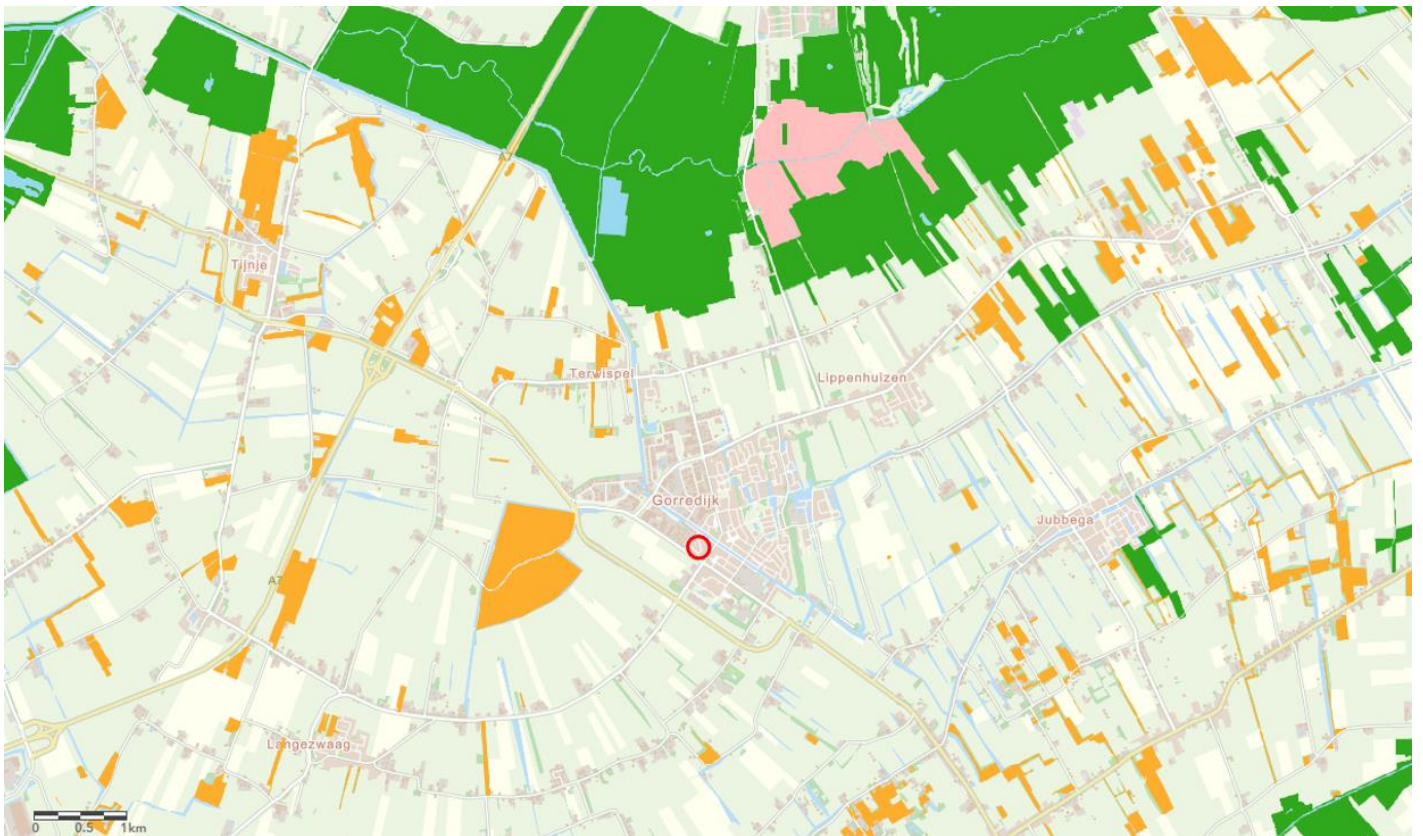 Tijnje
Terwispel
Lippenhuizen
Gorredijk
Jubbega
A7
Langezwaag
0 0.5 1km